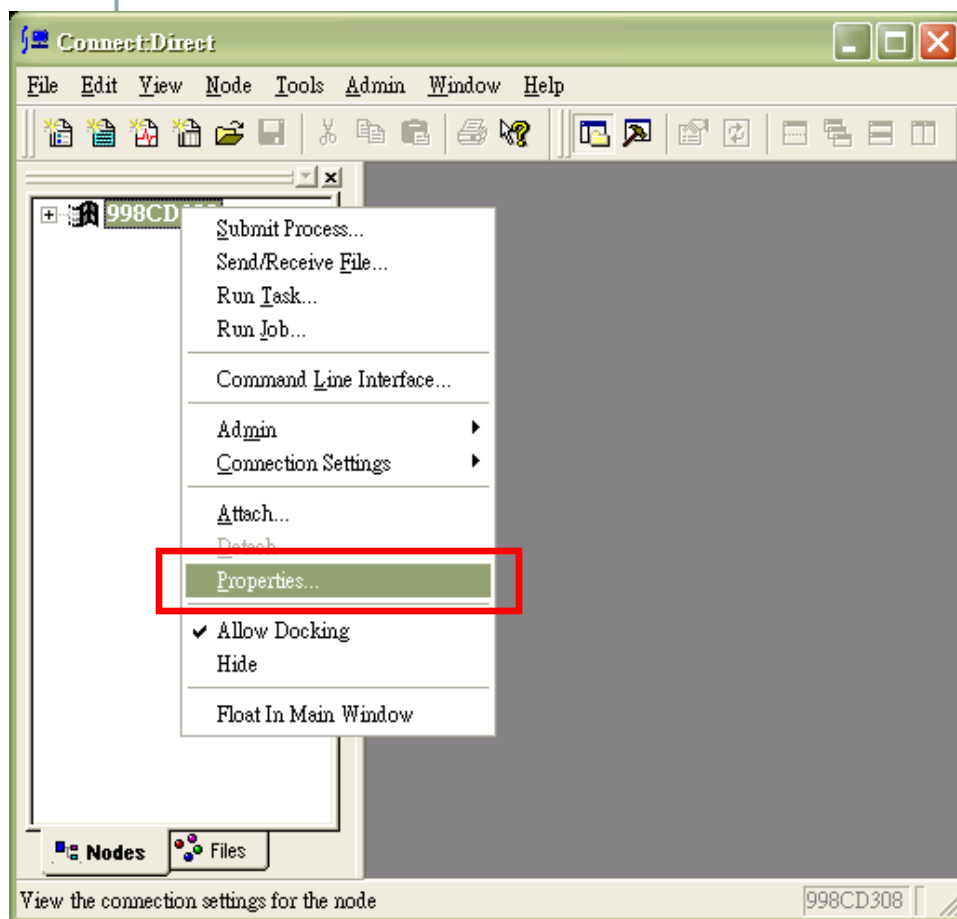 Connect:Direct
File Edit View Node Tools Admin Window Help
998CD
Submit Process...
Send/Receive File...
Run Task...
Run Job...
Command Line Interface...
Admin
Connection Settings
Attach...
Detach
Properties...
Allow Docking
Hide
Float In Main Window
Nodes Files
View the connection settings for the node 998CD308